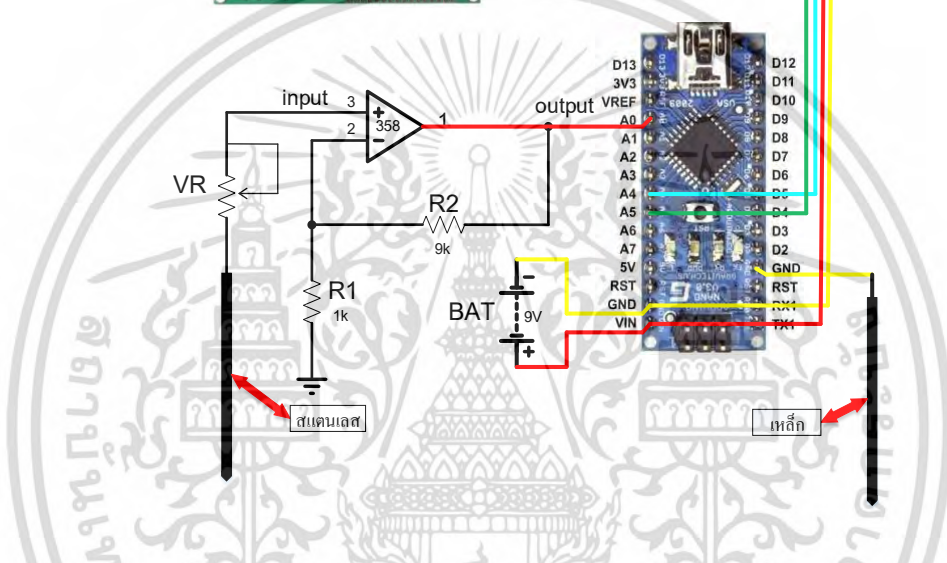 input
3
2
+
-
358
1
output
VR
R2
9k
R1
1k
BAT
-
9V
+
สแตนเลส
เหล็ก
D13
3V3
VREF
A0
A1
A2
A3
A4
A5
A6
A7
5V
RST
GND
VIN
D12
D11
D10
D9
D8
D7
D6
D5
D4
D3
D2
GND
RST
RX1
TX1
USA
2009